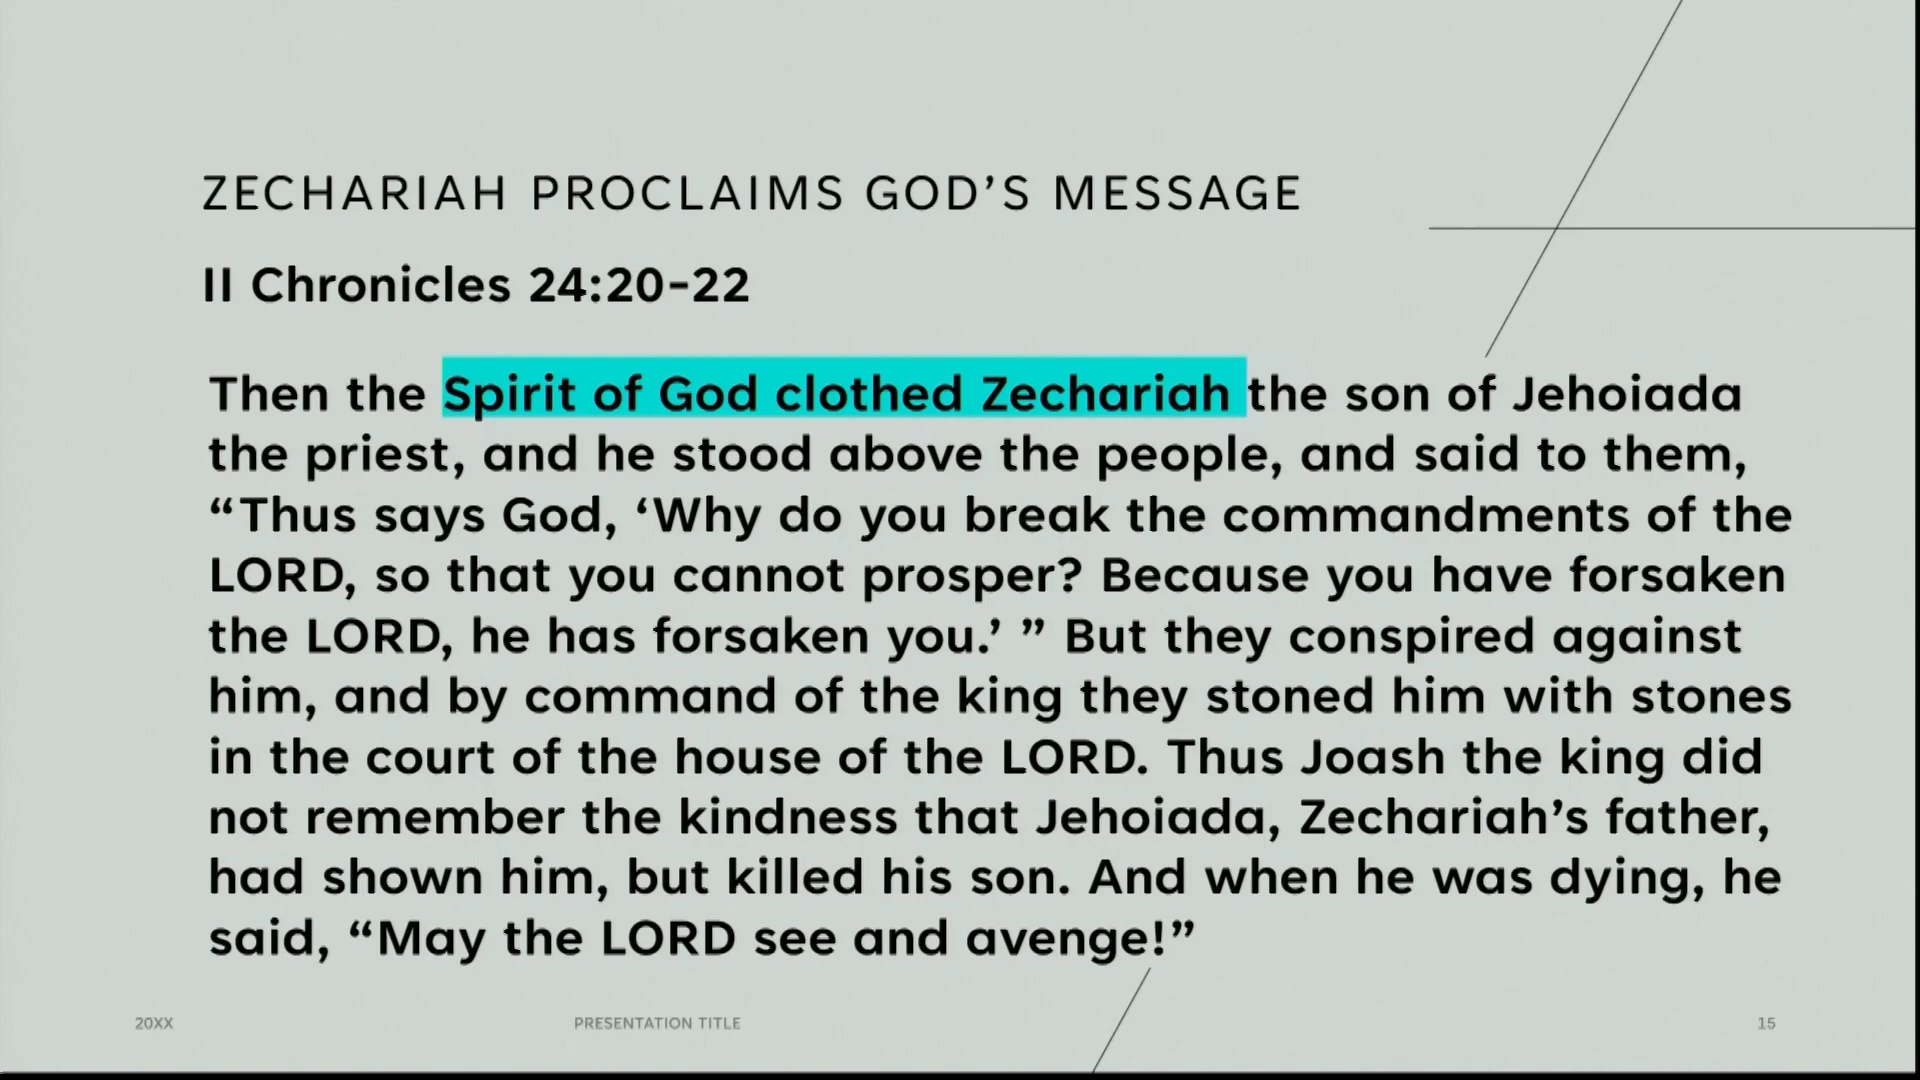 ZECHARIAH PROCLAIMS GOD’S MESSAGE
II Chronicles 24:20-22
Then the Spirit of God clothed Zechariah the son of Jehoiada
the priest, and he stood above the people, and said to them,
“Thus says God, ‘Why do you break the commandments of the
LORD, so that you cannot prosper? Because you have forsaken
the LORD, he has forsaken you.’ ” But they conspired against
him, and by command of the king they stoned him with stones
in the court of the house of the LORD. Thus Joash the king did
not remember the kindness that Jehoiada, Zechariah’s father,
had shown him, but killed his son. And when he was dying, he
said, “May the LORD see and avenge!”
20XX
PRESENTATION TITLE
15